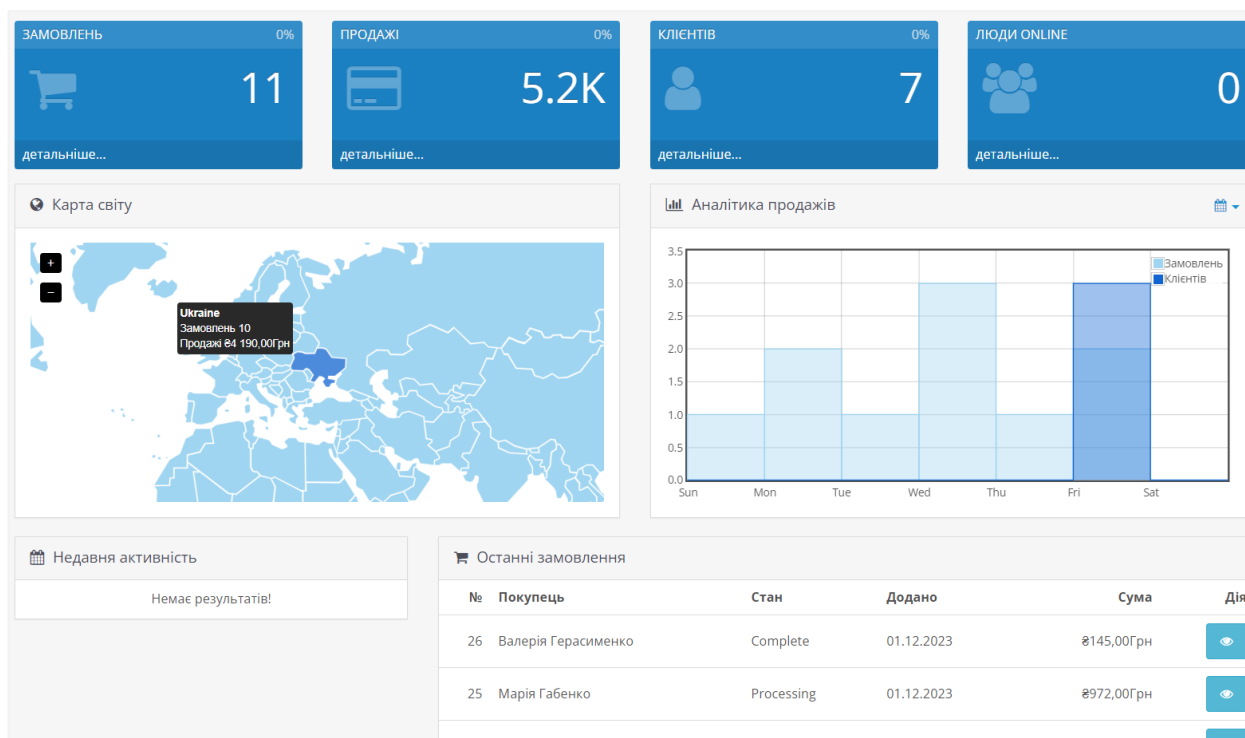 ЗАМОВЛЕНЬ 0%
11
детальніше...
ПРОДАЖІ 0%
5.2K
детальніше...
КЛІЄНТІВ 0%
7
детальніше...
ЛЮДИ ONLINE
0
детальніше...
Карта світу
+
−
Ukraine
Замовлень 10
Продажі ₴4 190,00Грн
Аналітика продажів
3.5
3.0
2.5
2.0
1.5
1.0
0.5
0.0
Замовлень
Клієнтів
Sun Mon Tue Wed Thu Fri Sat
Недавня активність
Немає результатів!
Останні замовлення
№ Покупець Стан Додано Сума Дія
26 Валерія Герасименко Complete 01.12.2023 ₴145,00Грн
25 Марія Габенко Processing 01.12.2023 ₴972,00Грн